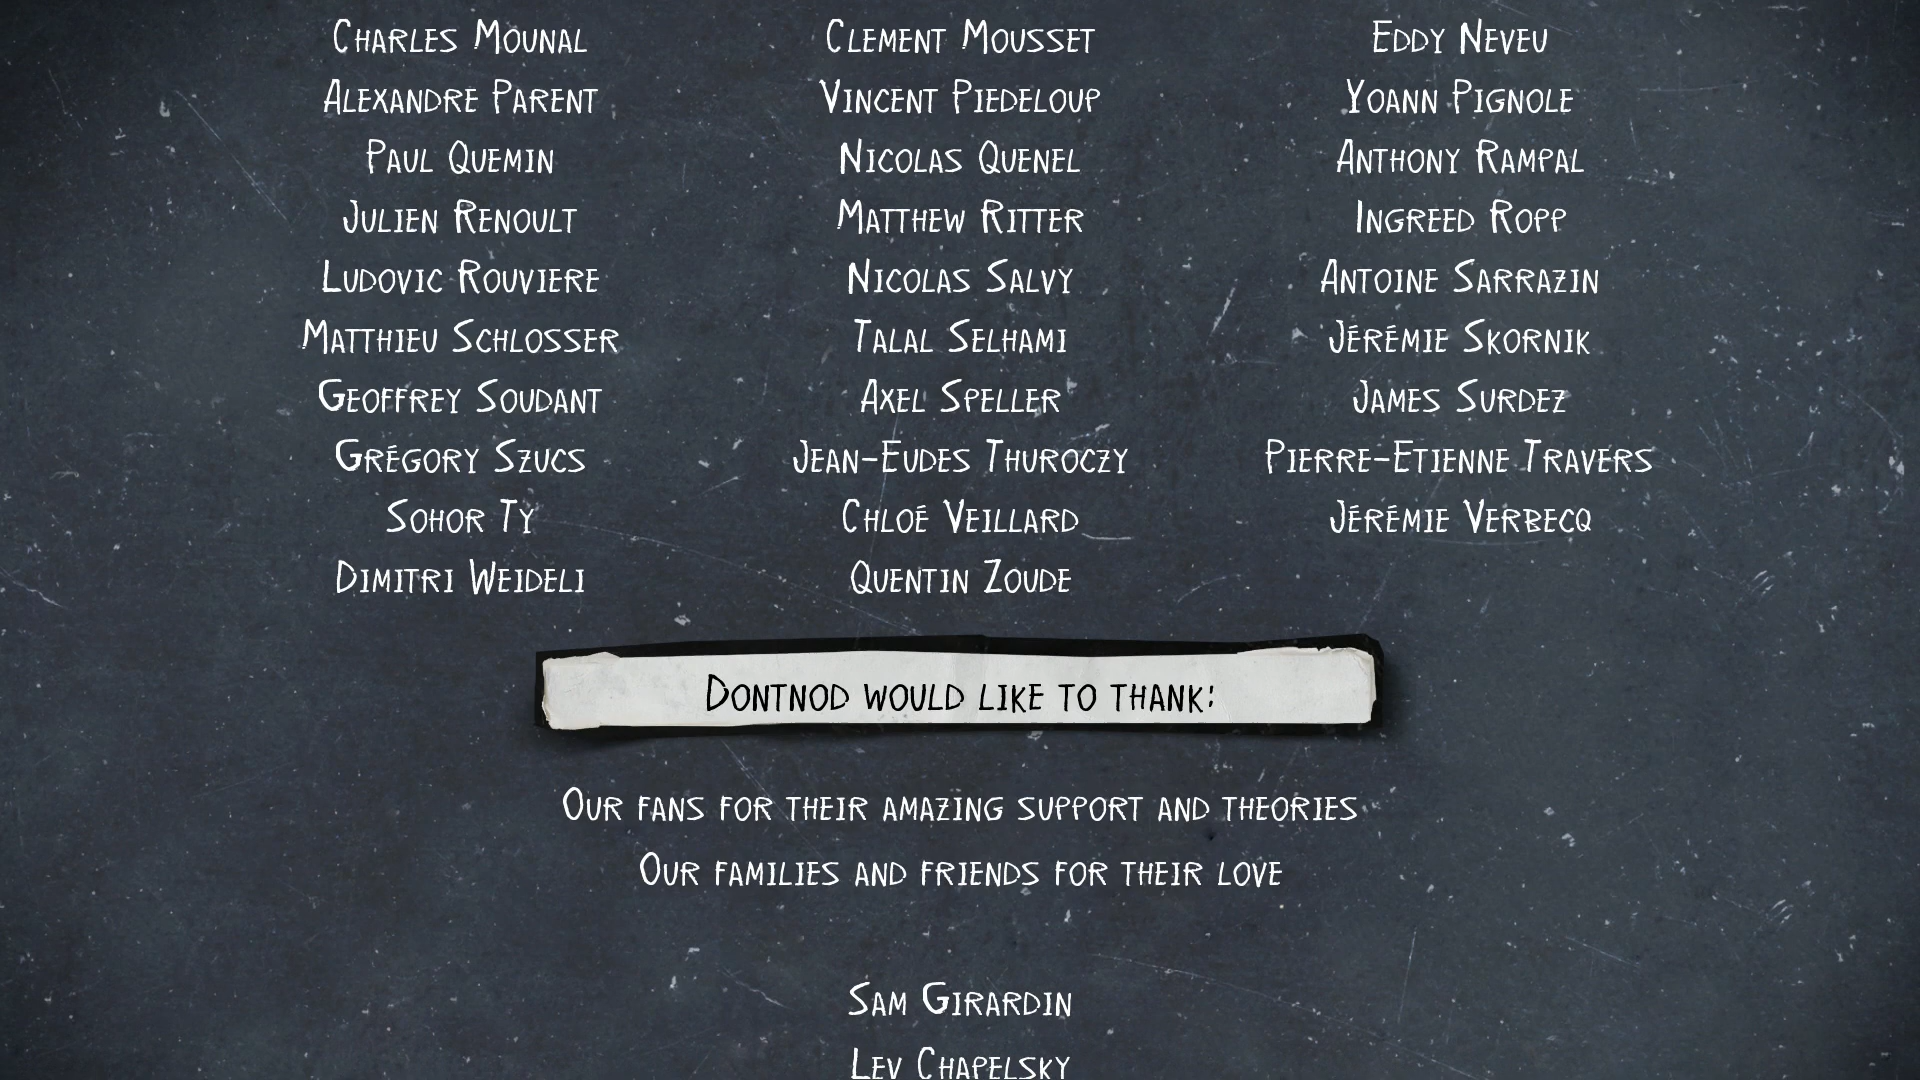 Charles Mounal Clement Mousset Eddy Neveu
Alexandre Parent Vincent Piedeloup Yoann Pignole
Paul Quemin Nicolas Quenel Anthony Rampal
Julien Renoult Matthew Ritter Ingreed Ropp
Ludovic Rouviere Nicolas Salvy Antoine Sarrazin
Matthieu Schlosser Talal Selhami Jérémie Skornik
Geoffrey Soudant Axel Speller James Surdez
Grégory Szucs Jean-Eudes Thuroczy Pierre-Etienne Travers
Sohor Ty Chloé Veillard Jérémie Verbecq
Dimitri Weideli Quentin Zoude
Dontnod would like to thank:
Our fans for their amazing support and theories
Our families and friends for their love
Sam Girardin
Lev Chapelsky